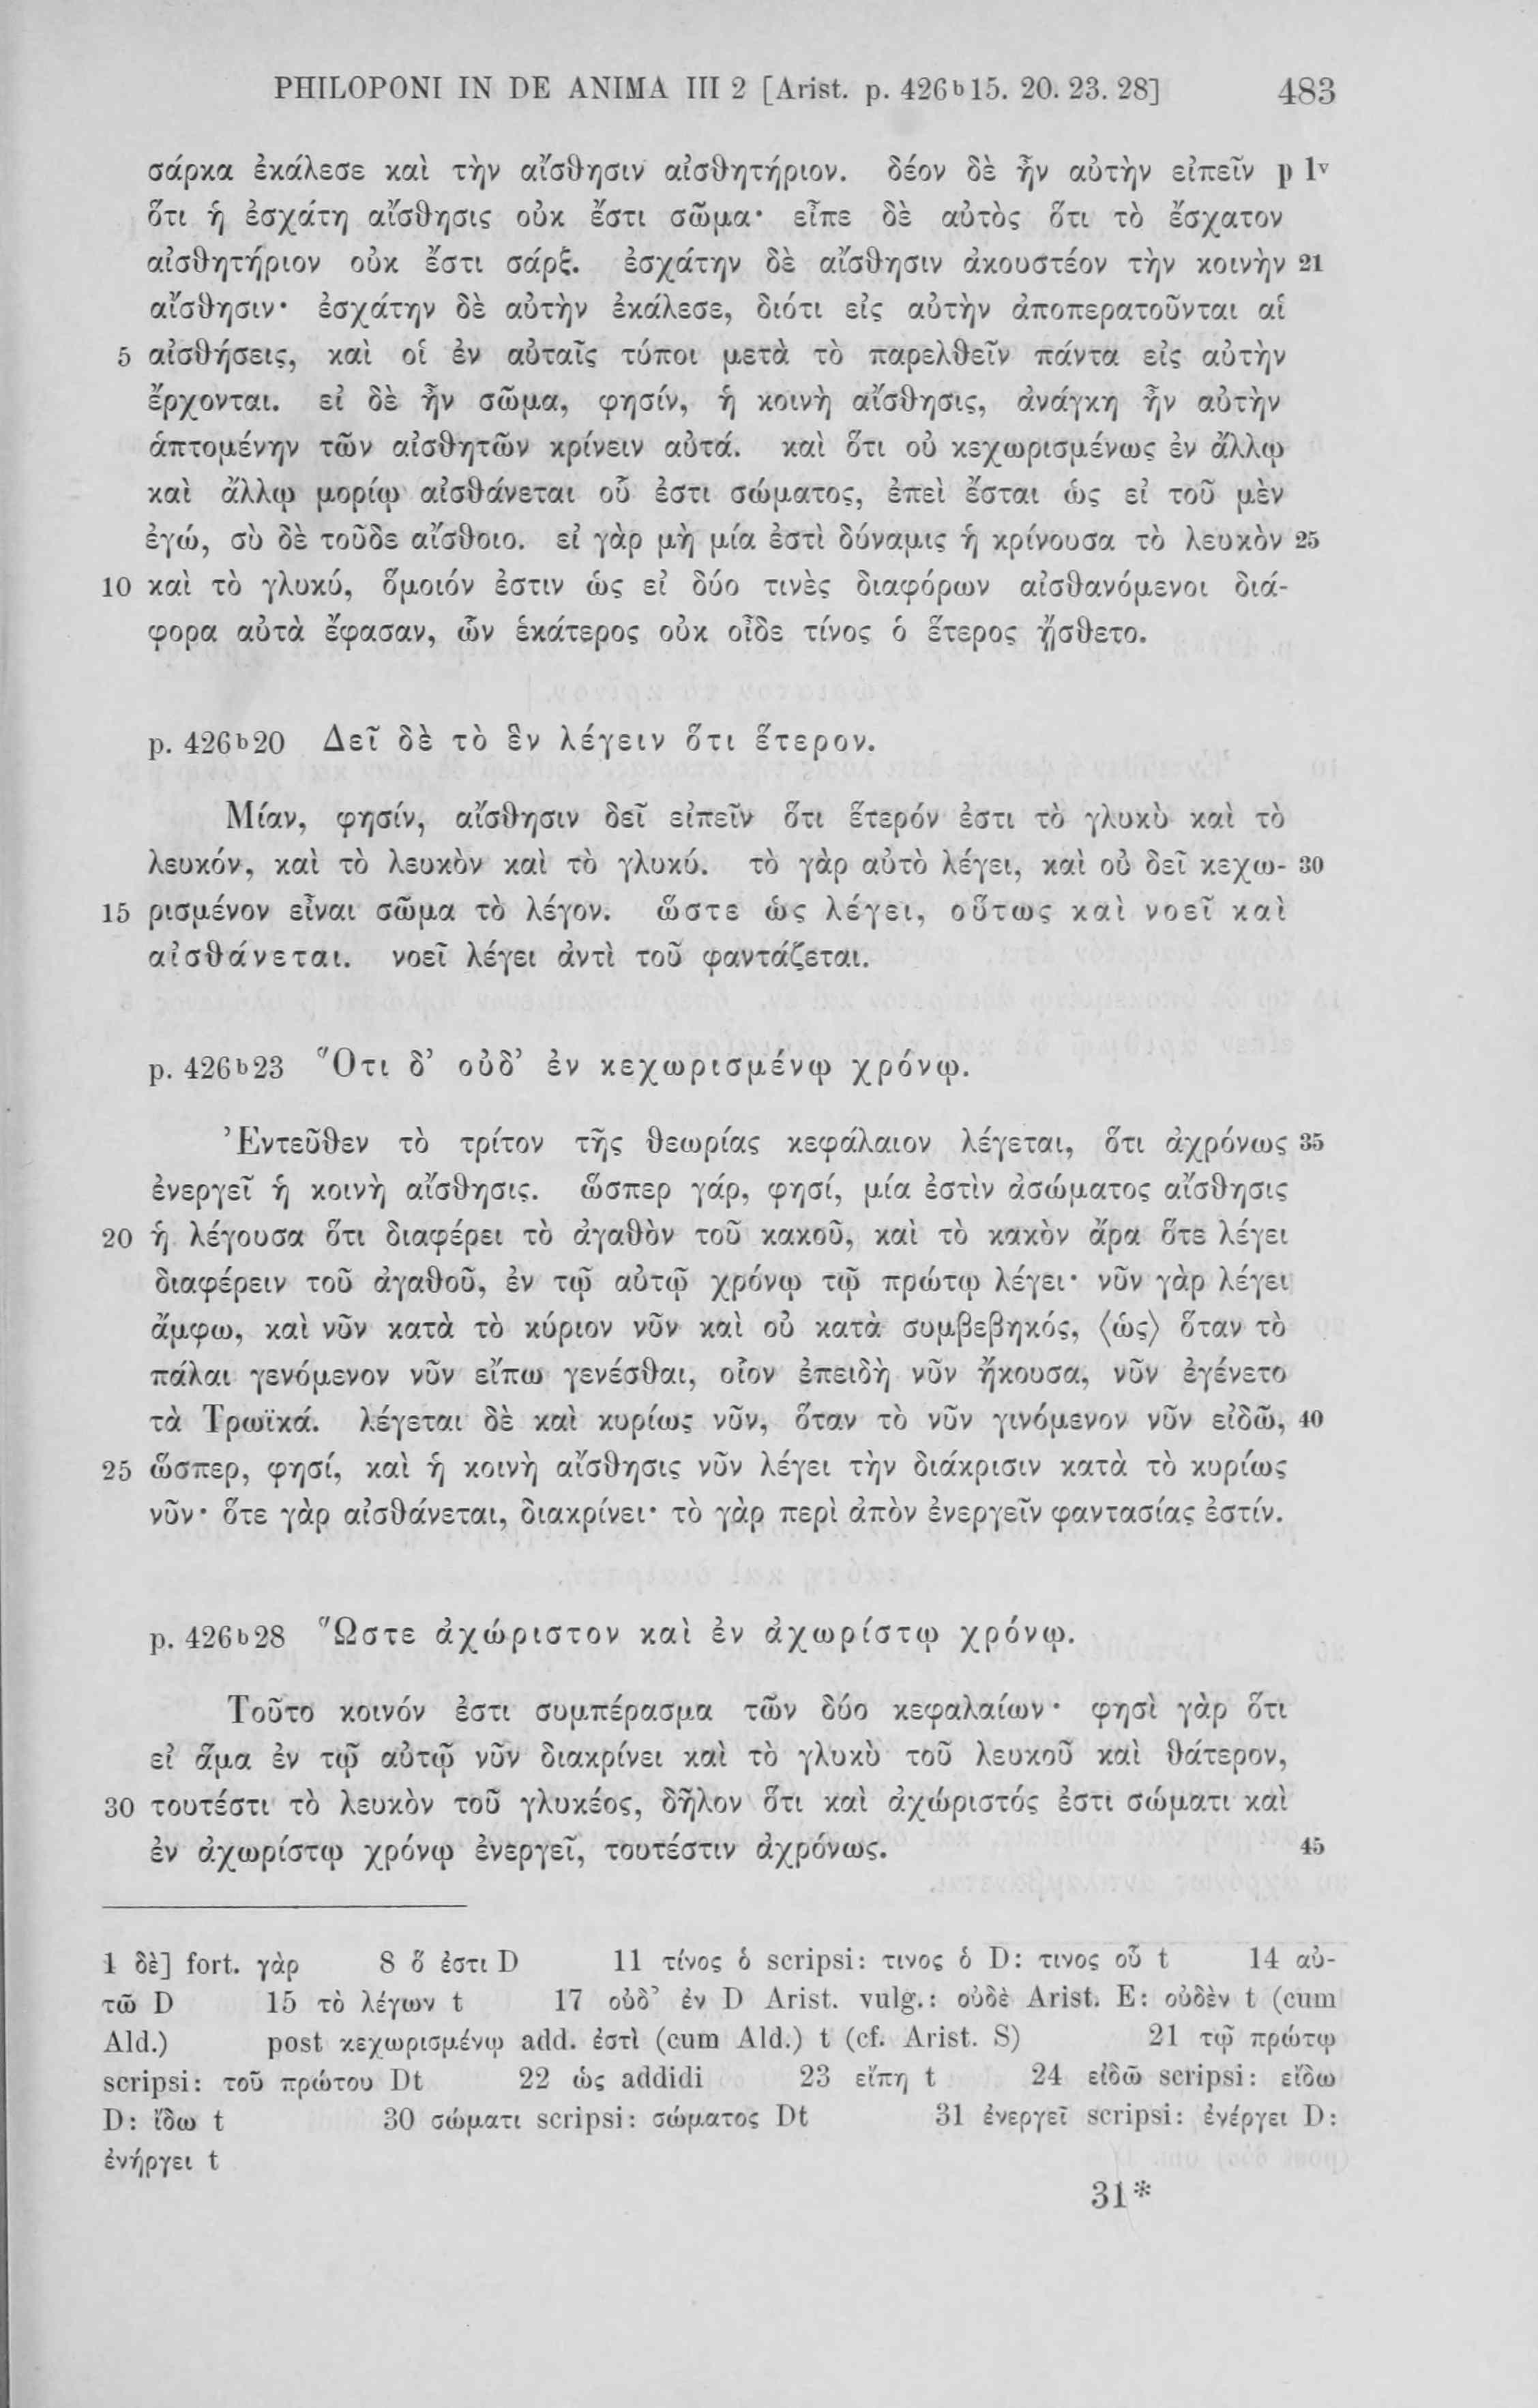 PHILOPONI IN DE ANIMA III 2 [Arist. p. 426ᵇ15. 20. 23. 28] 483
σάρκα ἐκάλεσε καὶ τὴν αἴσθησιν αἰσθητήριον. δέον δὲ ἦν αὐτὴν εἰπεῖν p 1ᵛ
ὅτι ἡ ἐσχάτη αἴσθησις οὐκ ἔστι σῶμα· εἶπε δὲ αὐτὸς ὅτι τὸ ἔσχατον
αἰσθητήριον οὐκ ἔστι σάρξ. ἐσχάτην δὲ αἴσθησιν ἀκουστέον τὴν κοινὴν 21
αἴσθησιν· ἐσχάτην δὲ αὐτὴν ἐκάλεσε, διότι εἰς αὐτὴν ἀποπερατοῦνται αἱ
5 αἰσθήσεις, καὶ οἱ ἐν αὐταῖς τύποι μετὰ τὸ παρελθεῖν πάντα εἰς αὐτὴν
ἔρχονται. εἰ δὲ ἦν σῶμα, φησίν, ἡ κοινὴ αἴσθησις, ἀνάγκη ἦν αὐτὴν
ἁπτομένην τῶν αἰσθητῶν κρίνειν αὐτά. καὶ ὅτι οὐ κεχωρισμένως ἐν ἄλλῳ
καὶ ἄλλῳ μορίῳ αἰσθάνεται οὗ ἐστι σώματος, ἐπεὶ ἔσται ὡς εἰ τοῦ μὲν
ἐγώ, σὺ δὲ τοῦδε αἴσθοιο. εἰ γὰρ μὴ μία ἐστὶ δύναμις ἡ κρίνουσα τὸ λευκὸν 25
10 καὶ τὸ γλυκύ, ὅμοιόν ἐστιν ὡς εἰ δύο τινὲς διαφόρων αἰσθανόμενοι διά-
φορα αὐτὰ ἔφασαν, ὧν ἑκάτερος οὐκ οἶδε τίνος ὁ ἕτερος ᾔσθετο.
p. 426ᵇ20 Δεῖ δὲ τὸ ἓν λέγειν ὅτι ἕτερον.
Μίαν, φησίν, αἴσθησιν δεῖ εἰπεῖν ὅτι ἕτερόν ἐστι τὸ γλυκὺ καὶ τὸ
λευκόν, καὶ τὸ λευκὸν καὶ τὸ γλυκύ. τὸ γὰρ αὐτὸ λέγει, καὶ οὐ δεῖ κεχω- 30
15 ρισμένον εἶναι σῶμα τὸ λέγον. ὥστε ὡς λέγει, οὕτως καὶ νοεῖ καὶ
αἰσθάνεται. νοεῖ λέγει ἀντὶ τοῦ φαντάζεται.
p. 426ᵇ23 Ὅτι δ’ οὐδ’ ἐν κεχωρισμένῳ χρόνῳ.
Ἐντεῦθεν τὸ τρίτον τῆς θεωρίας κεφάλαιον λέγεται, ὅτι ἀχρόνως 35
ἐνεργεῖ ἡ κοινὴ αἴσθησις. ὥσπερ γάρ, φησί, μία ἐστὶν ἀσώματος αἴσθησις
20 ἡ λέγουσα ὅτι διαφέρει τὸ ἀγαθὸν τοῦ κακοῦ, καὶ τὸ κακὸν ἄρα ὅτε λέγει
διαφέρειν τοῦ ἀγαθοῦ, ἐν τῷ αὐτῷ χρόνῳ τῷ πρώτῳ λέγει· νῦν γὰρ λέγει
ἄμφω, καὶ νῦν κατὰ τὸ κύριον νῦν καὶ οὐ κατὰ συμβεβηκός, ⟨ὡς⟩ ὅταν τὸ
πάλαι γενόμενον νῦν εἴπω γενέσθαι, οἷον ἐπειδὴ νῦν ἤκουσα, νῦν ἐγένετο
τὰ Τρωϊκά. λέγεται δὲ καὶ κυρίως νῦν, ὅταν τὸ νῦν γινόμενον νῦν εἰδῶ, 40
25 ὥσπερ, φησί, καὶ ἡ κοινὴ αἴσθησις νῦν λέγει τὴν διάκρισιν κατὰ τὸ κυρίως
νῦν· ὅτε γὰρ αἰσθάνεται, διακρίνει· τὸ γὰρ περὶ ἀπὸν ἐνεργεῖν φαντασίας ἐστίν.
p. 426ᵇ28 Ὥστε ἀχώριστον καὶ ἐν ἀχωρίστῳ χρόνῳ.
Τοῦτο κοινόν ἐστι συμπέρασμα τῶν δύο κεφαλαίων· φησὶ γὰρ ὅτι
εἰ ἅμα ἐν τῷ αὐτῷ νῦν διακρίνει καὶ τὸ γλυκὺ τοῦ λευκοῦ καὶ θάτερον,
30 τουτέστι τὸ λευκὸν τοῦ γλυκέος, δῆλον ὅτι καὶ ἀχώριστός ἐστι σώματι καὶ
ἐν ἀχωρίστῳ χρόνῳ ἐνεργεῖ, τουτέστιν ἀχρόνως. 45
1 δὲ] fort. γὰρ 8 ὅ ἐστι D 11 τίνος ὁ scripsi: τινος ὁ D: τινος οὗ t 14 αὐ-
τῶ D 15 τὸ λέγων t 17 οὐδ’ ἐν D Arist. vulg.: οὐδὲ Arist. E: οὐδὲν t (cum
Ald.) post κεχωρισμένῳ add. ἐστὶ (cum Ald.) t (cf. Arist. S) 21 τῷ πρώτῳ
scripsi: τοῦ πρώτου Dt 22 ὡς addidi 23 εἴπῃ t 24 εἰδῶ scripsi: εἴδω
D: ἴδω t 30 σώματι scripsi: σώματος Dt 31 ἐνεργεῖ scripsi: ἐνέργει D:
ἐνήργει t
31*